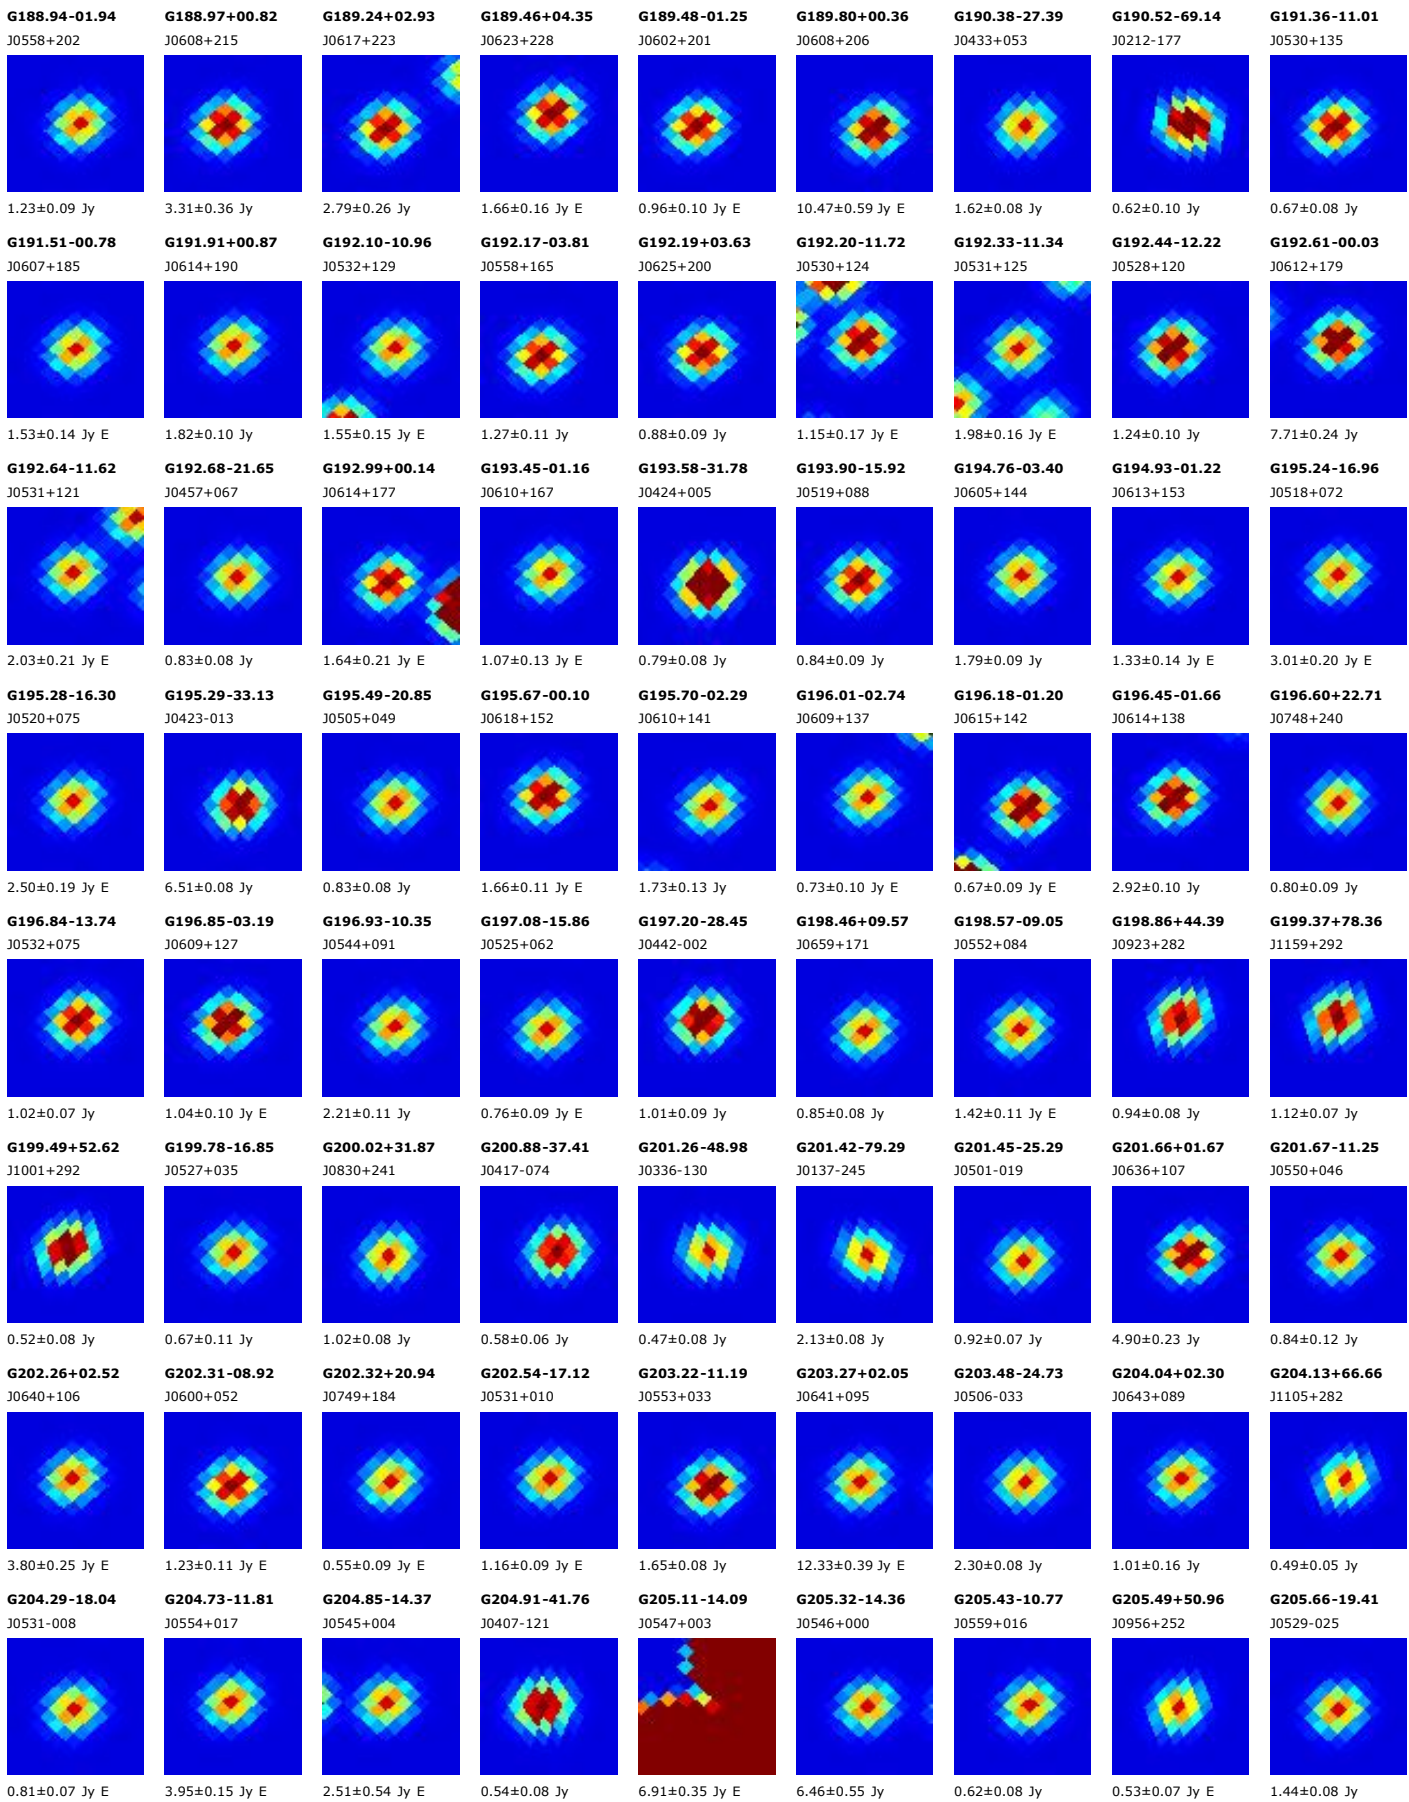 G188.94-01.94 G188.97+00.82 G189.24+02.93 G189.46+04.35 G189.48-01.25 G189.80+00.36 G190.38-27.39 G190.52-69.14 G191.36-11.01
J0558+202 J0608+215 J0617+223 J0623+228 J0602+201 J0608+206 J0433+053 J0212-177 J0530+135
1.23±0.09 Jy 3.31±0.36 Jy 2.79±0.26 Jy 1.66±0.16 Jy E 0.96±0.10 Jy E 10.47±0.59 Jy E 1.62±0.08 Jy 0.62±0.10 Jy 0.67±0.08 Jy
G191.51-00.78 G191.91+00.87 G192.10-10.96 G192.17-03.81 G192.19+03.63 G192.20-11.72 G192.33-11.34 G192.44-12.22 G192.61-00.03
J0607+185 J0614+190 J0532+129 J0558+165 J0625+200 J0530+124 J0531+125 J0528+120 J0612+179
1.53±0.14 Jy E 1.82±0.10 Jy 1.55±0.15 Jy E 1.27±0.11 Jy 0.88±0.09 Jy 1.15±0.17 Jy E 1.98±0.16 Jy E 1.24±0.10 Jy 7.71±0.24 Jy
G192.64-11.62 G192.68-21.65 G192.99+00.14 G193.45-01.16 G193.58-31.78 G193.90-15.92 G194.76-03.40 G194.93-01.22 G195.24-16.96
J0531+121 J0457+067 J0614+177 J0610+167 J0424+005 J0519+088 J0605+144 J0613+153 J0518+072
2.03±0.21 Jy E 0.83±0.08 Jy 1.64±0.21 Jy E 1.07±0.13 Jy E 0.79±0.08 Jy 0.84±0.09 Jy 1.79±0.09 Jy 1.33±0.14 Jy E 3.01±0.20 Jy E
G195.28-16.30 G195.29-33.13 G195.49-20.85 G195.67-00.10 G195.70-02.29 G196.01-02.74 G196.18-01.20 G196.45-01.66 G196.60+22.71
J0520+075 J0423-013 J0505+049 J0618+152 J0610+141 J0609+137 J0615+142 J0614+138 J0748+240
2.50±0.19 Jy E 6.51±0.08 Jy 0.83±0.08 Jy 1.66±0.11 Jy E 1.73±0.13 Jy 0.73±0.10 Jy E 0.67±0.09 Jy E 2.92±0.10 Jy 0.80±0.09 Jy
G196.84-13.74 G196.85-03.19 G196.93-10.35 G197.08-15.86 G197.20-28.45 G198.46+09.57 G198.57-09.05 G198.86+44.39 G199.37+78.36
J0532+075 J0609+127 J0544+091 J0525+062 J0442-002 J0659+171 J0552+084 J0923+282 J1159+292
1.02±0.07 Jy 1.04±0.10 Jy E 2.21±0.11 Jy 0.76±0.09 Jy E 1.01±0.09 Jy 0.85±0.08 Jy 1.42±0.11 Jy E 0.94±0.08 Jy 1.12±0.07 Jy
G199.49+52.62 G199.78-16.85 G200.02+31.87 G200.88-37.41 G201.26-48.98 G201.42-79.29 G201.45-25.29 G201.66+01.67 G201.67-11.25
J1001+292 J0527+035 J0830+241 J0417-074 J0336-130 J0137-245 J0501-019 J0636+107 J0550+046
0.52±0.08 Jy 0.67±0.11 Jy 1.02±0.08 Jy 0.58±0.06 Jy 0.47±0.08 Jy 2.13±0.08 Jy 0.92±0.07 Jy 4.90±0.23 Jy 0.84±0.12 Jy
G202.26+02.52 G202.31-08.92 G202.32+20.94 G202.54-17.12 G203.22-11.19 G203.27+02.05 G203.48-24.73 G204.04+02.30 G204.13+66.66
J0640+106 J0600+052 J0749+184 J0531+010 J0553+033 J0641+095 J0506-033 J0643+089 J1105+282
3.80±0.25 Jy E 1.23±0.11 Jy E 0.55±0.09 Jy E 1.16±0.09 Jy E 1.65±0.08 Jy 12.33±0.39 Jy E 2.30±0.08 Jy 1.01±0.16 Jy 0.49±0.05 Jy
G204.29-18.04 G204.73-11.81 G204.85-14.37 G204.91-41.76 G205.11-14.09 G205.32-14.36 G205.43-10.77 G205.49+50.96 G205.66-19.41
J0531-008 J0554+017 J0545+004 J0407-121 J0547+003 J0546+000 J0559+016 J0956+252 J0529-025
0.81±0.07 Jy E 3.95±0.15 Jy E 2.51±0.54 Jy E 0.54±0.08 Jy 6.91±0.35 Jy E 6.46±0.55 Jy 0.62±0.08 Jy 0.53±0.07 Jy E 1.44±0.08 Jy